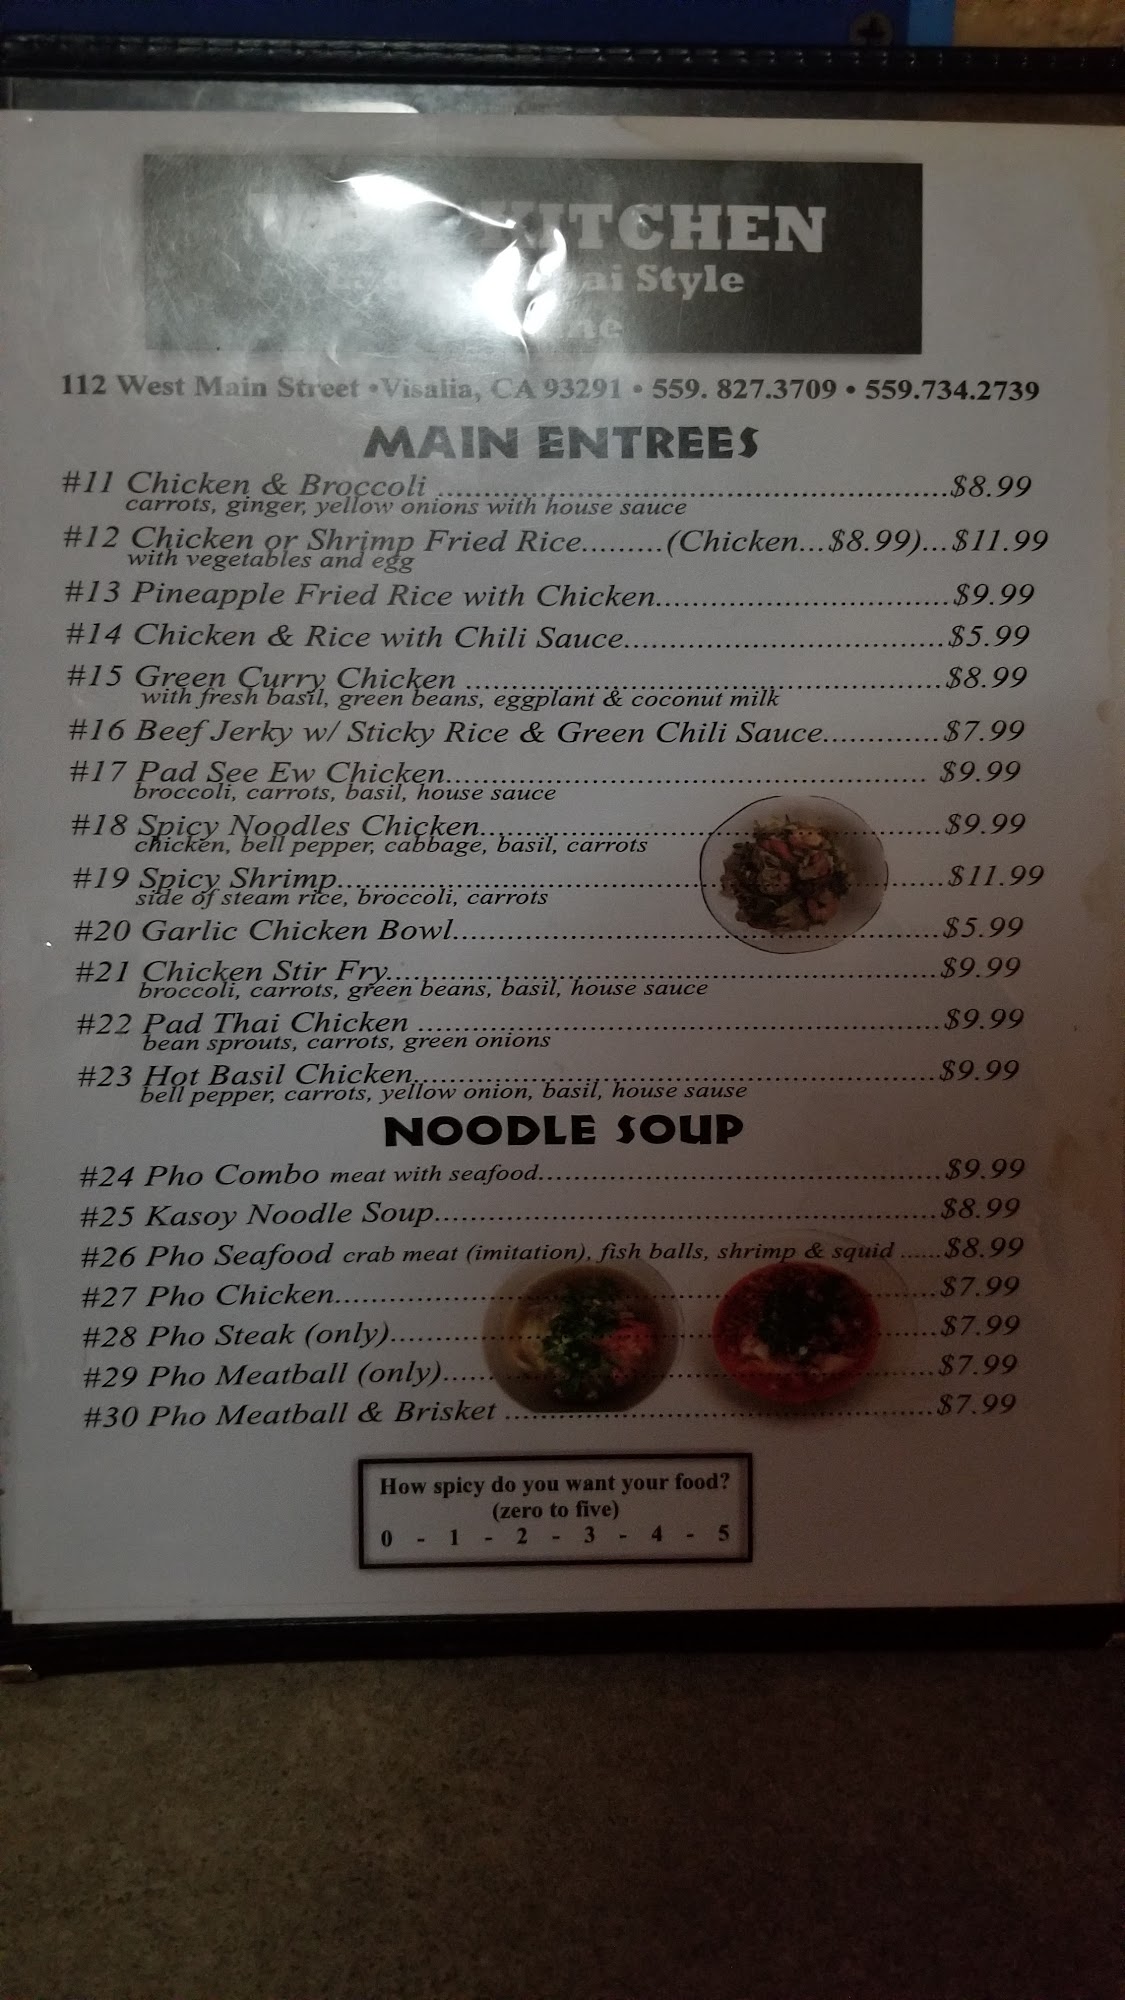 KITCHEN
Style
112 West Main Street • Visalia, CA 93291 • 559. 827.3709 • 559.734.2739
MAIN ENTREES
#11 Chicken & Broccoli ........................................................$8.99
carrots, ginger, yellow onions with house sauce
#12 Chicken or Shrimp Fried Rice.........(Chicken...$8.99)...$11.99
with vegetables and egg
#13 Pineapple Fried Rice with Chicken.................................$9.99
#14 Chicken & Rice with Chili Sauce....................................$5.99
#15 Green Curry Chicken .....................................................$8.99
with fresh basil, green beans, eggplant & coconut milk
#16 Beef Jerky w/ Sticky Rice & Green Chili Sauce.............$7.99
#17 Pad See Ew Chicken...................................................... $9.99
broccoli, carrots, basil, house sauce
#18 Spicy Noodles Chicken....................................................$9.99
chicken, bell pepper, cabbage, basil, carrots
#19 Spicy Shrimp....................................................................$11.99
side of steam rice, broccoli, carrots
#20 Garlic Chicken Bowl.......................................................$5.99
#21 Chicken Stir Fry...............................................................$9.99
broccoli, carrots, green beans, basil, house sauce
#22 Pad Thai Chicken ...........................................................$9.99
bean sprouts, carrots, green onions
#23 Hot Basil Chicken...........................................................$9.99
bell pepper, carrots, yellow onion, basil, house sause
NOODLE SOUP
#24 Pho Combo meat with seafood..............................................$9.99
#25 Kasoy Noodle Soup.........................................................$8.99
#26 Pho Seafood crab meat (imitation), fish balls, shrimp & squid ......$8.99
#27 Pho Chicken.....................................................................$7.99
#28 Pho Steak (only)...............................................................$7.99
#29 Pho Meatball (only)..........................................................$7.99
#30 Pho Meatball & Brisket ..................................................$7.99
How spicy do you want your food?
(zero to five)
0 - 1 - 2 - 3 - 4 - 5